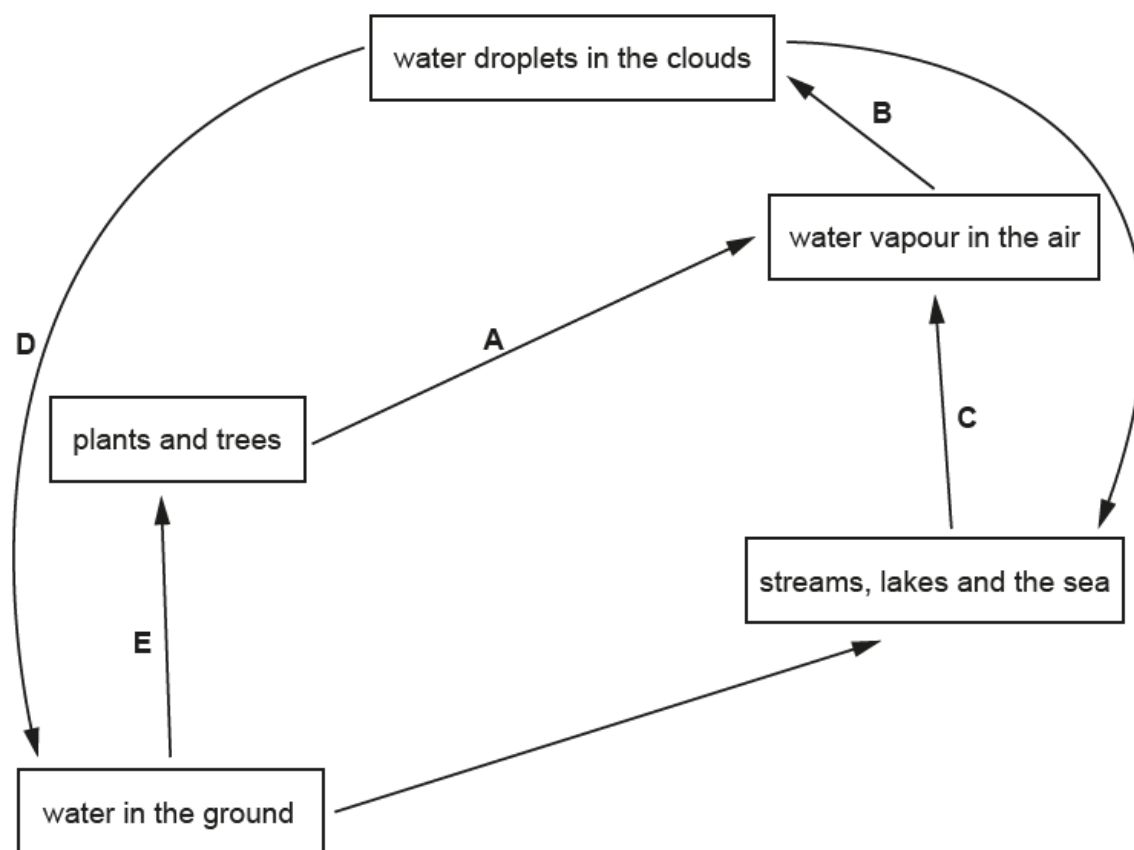 water droplets in the clouds
B
water vapour in the air
D
A
plants and trees
C
streams, lakes and the sea
E
water in the ground